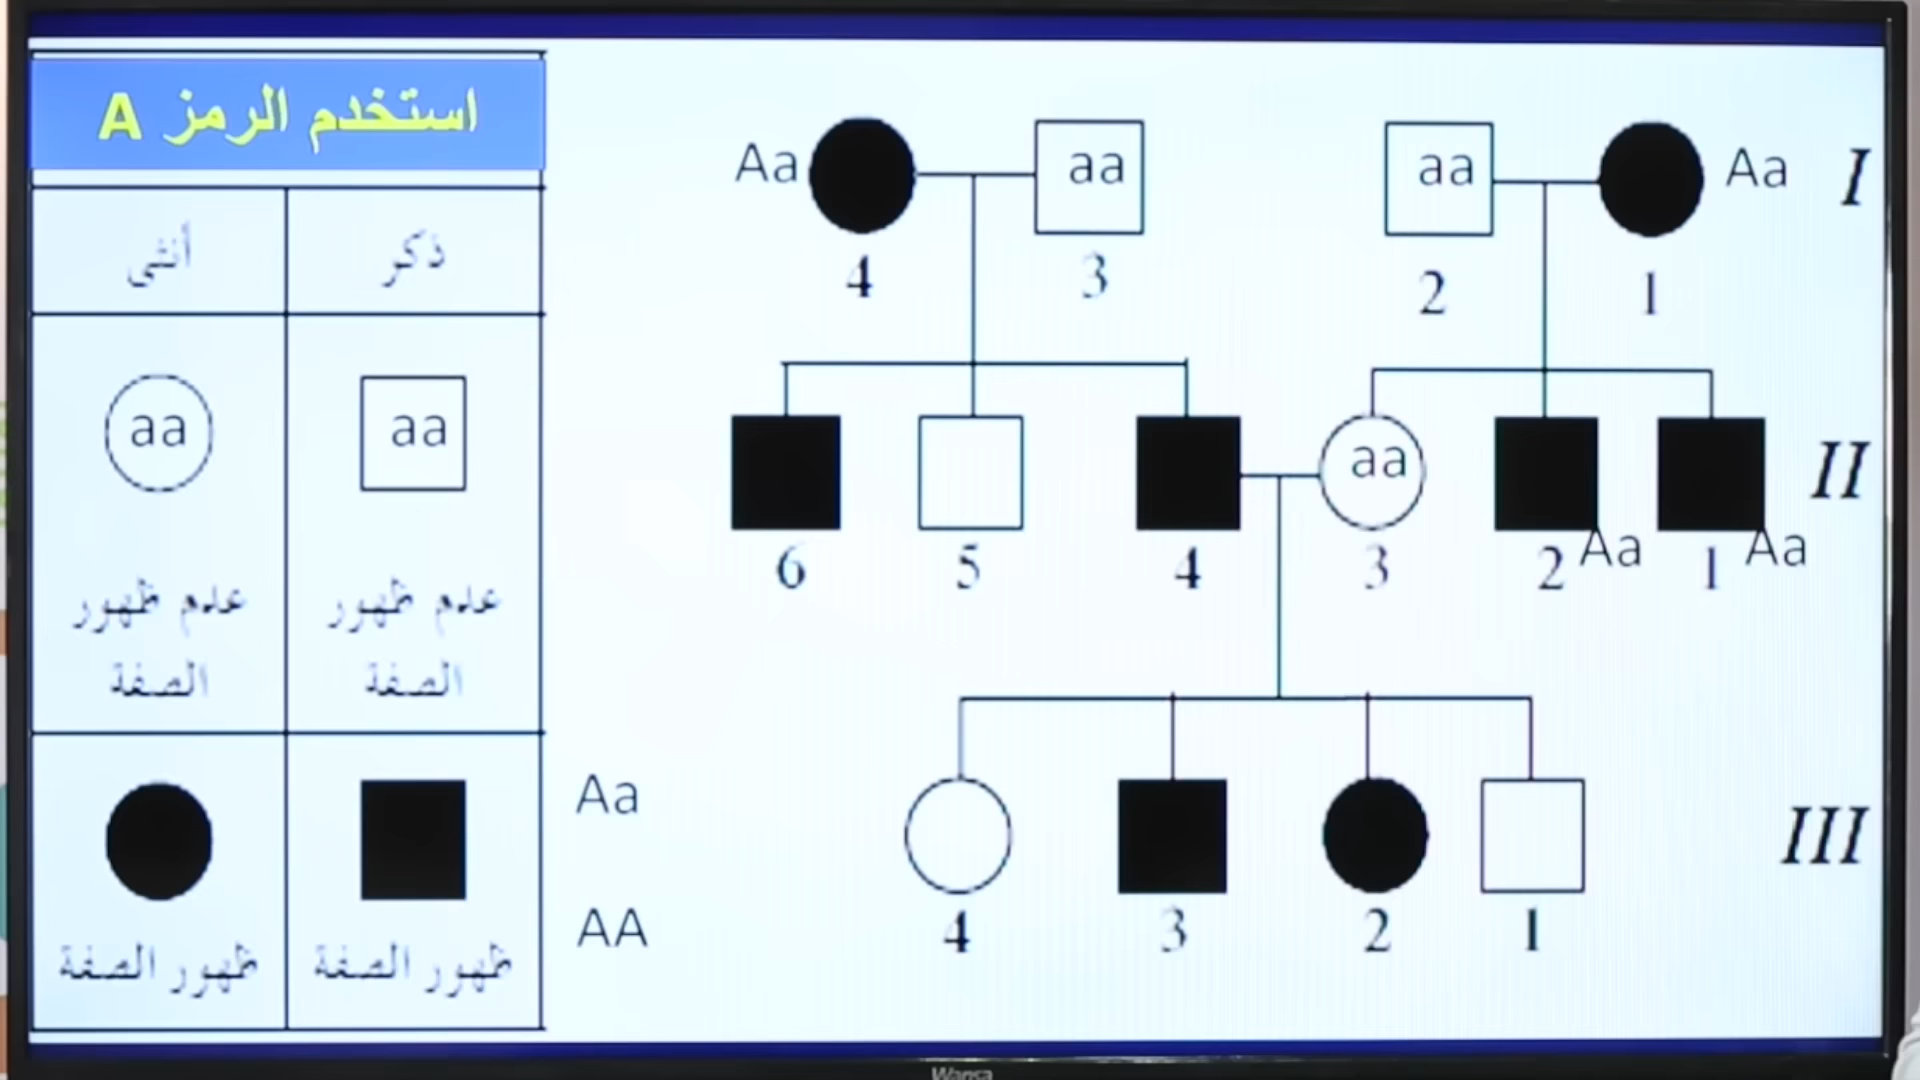 استخدم الرمز A
ذكر
أنثى
aa
aa
عدم ظهور
الصفة
عدم ظهور
الصفة
ظهور الصفة
ظهور الصفة
Aa
AA
Aa
aa
aa
Aa
I
4
3
2
1
aa
II
6
5
4
3
2
Aa
1
Aa
III
4
3
2
1
Wansa